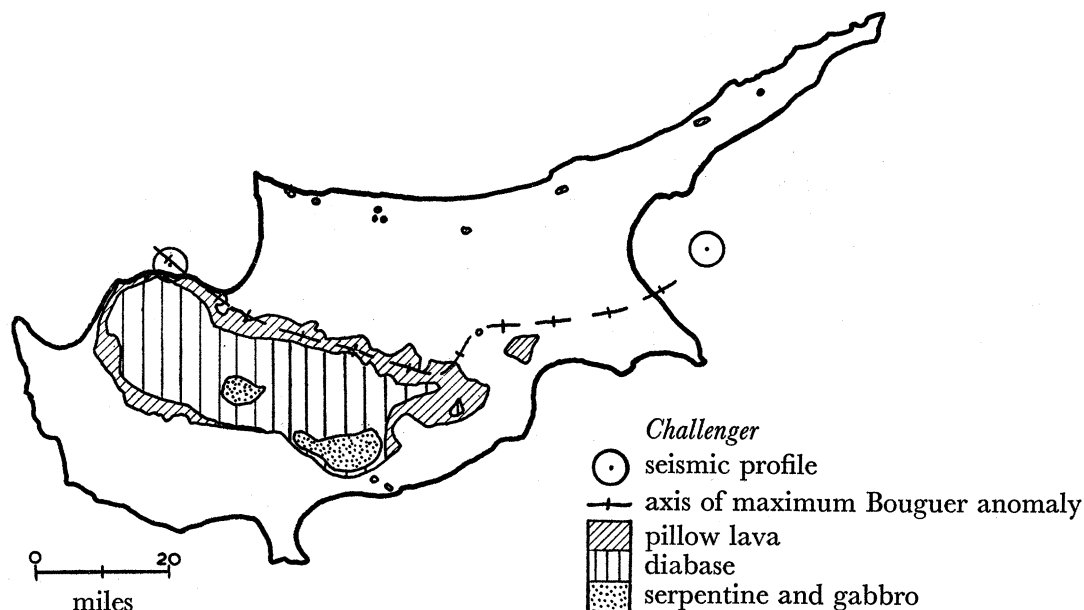 Challenger
seismic profile
axis of maximum Bouguer anomaly
pillow lava
diabase
serpentine and gabbro
0 20
miles